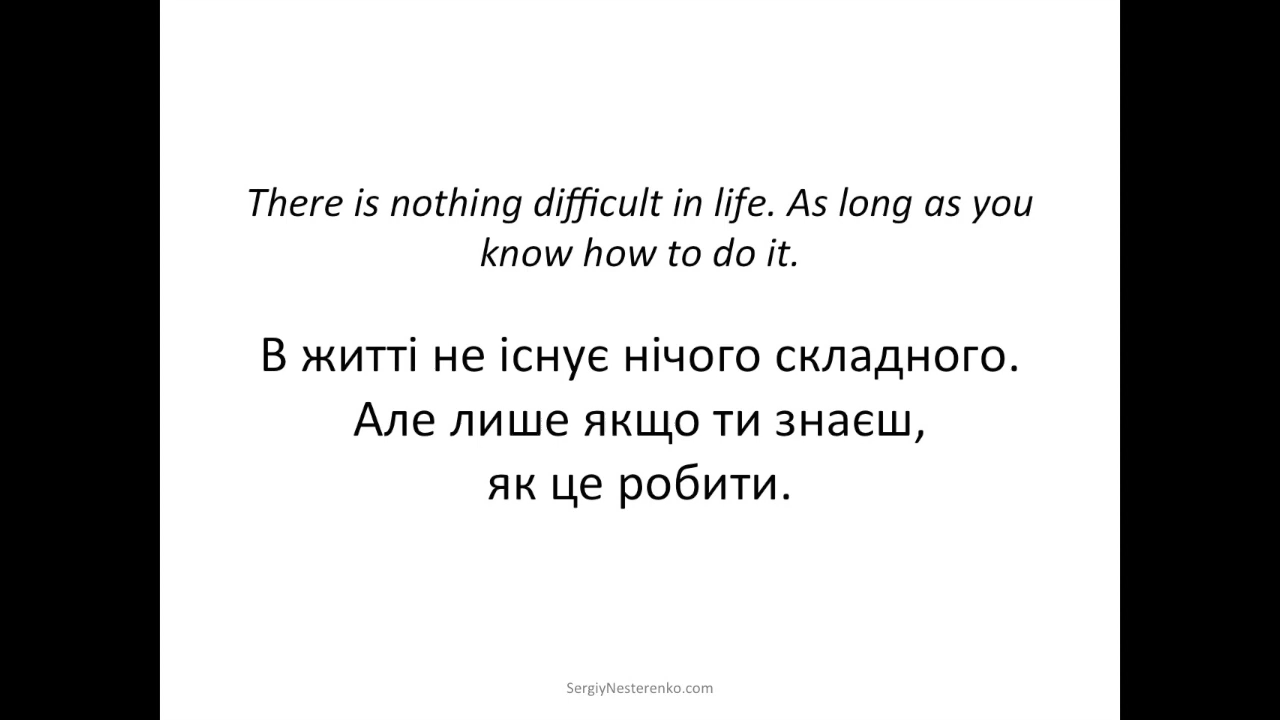 There is nothing difficult in life. As long as you
know how to do it.
В житті не існує нічого складного.
Але лише якщо ти знаєш,
як це робити.
SergiyNesterenko.com